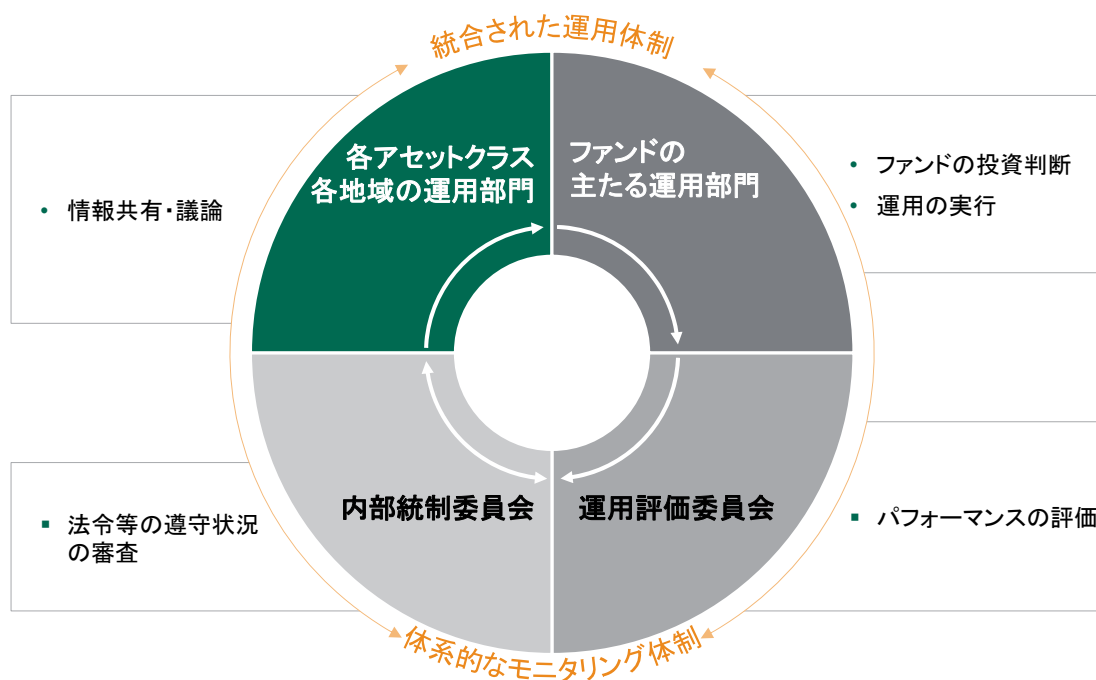 統合された運用体制
各アセットクラス
各地域の運用部門
ファンドの
主たる運用部門
• 情報共有・議論
• ファンドの投資判断
• 運用の実行
内部統制委員会
運用評価委員会
▪ 法令等の遵守状況
の審査
▪ パフォーマンスの評価
体系的なモニタリング体制